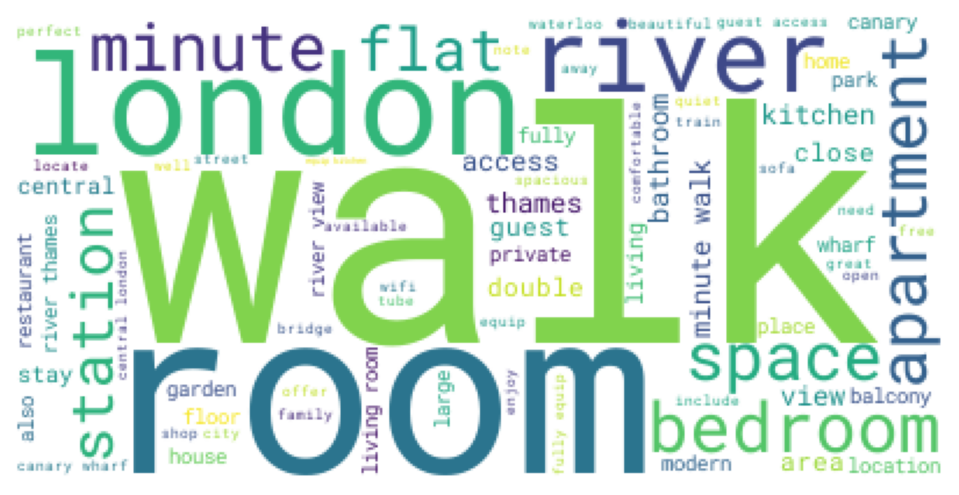 perfect
minute
flat
note
waterloo
beautiful
guest access
canary
london
river
away
home
park
apartment
fully
comfortable
bathroom
quiet
train
kitchen
close
locate
well
street
equip kitchen
access
sofa
central
walk
spacious
minute walk
need
station
river view
available
thames
guest
private
living
wharf
free
great
open
restaurant
river thames
central london
wifi
tube
double
bridge
equip
place
space
stay
room
garden
offer
living room
large
enjoy
fully equip
include
view
balcony
also
floor
family
shop
city
bedroom
house
canary wharf
modern
area
location